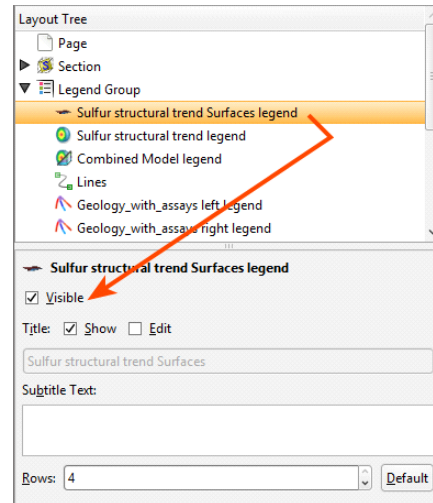 Layout Tree
Page
Section
Legend Group
Sulfur structural trend Surfaces legend
Sulfur structural trend legend
Combined Model legend
Lines
Geology_with_assays left legend
Geology_with_assays right legend
Sulfur structural trend Surfaces legend
Visible
Title: Show Edit
Sulfur structural trend Surfaces
Subtitle Text:
Rows: 4 Default